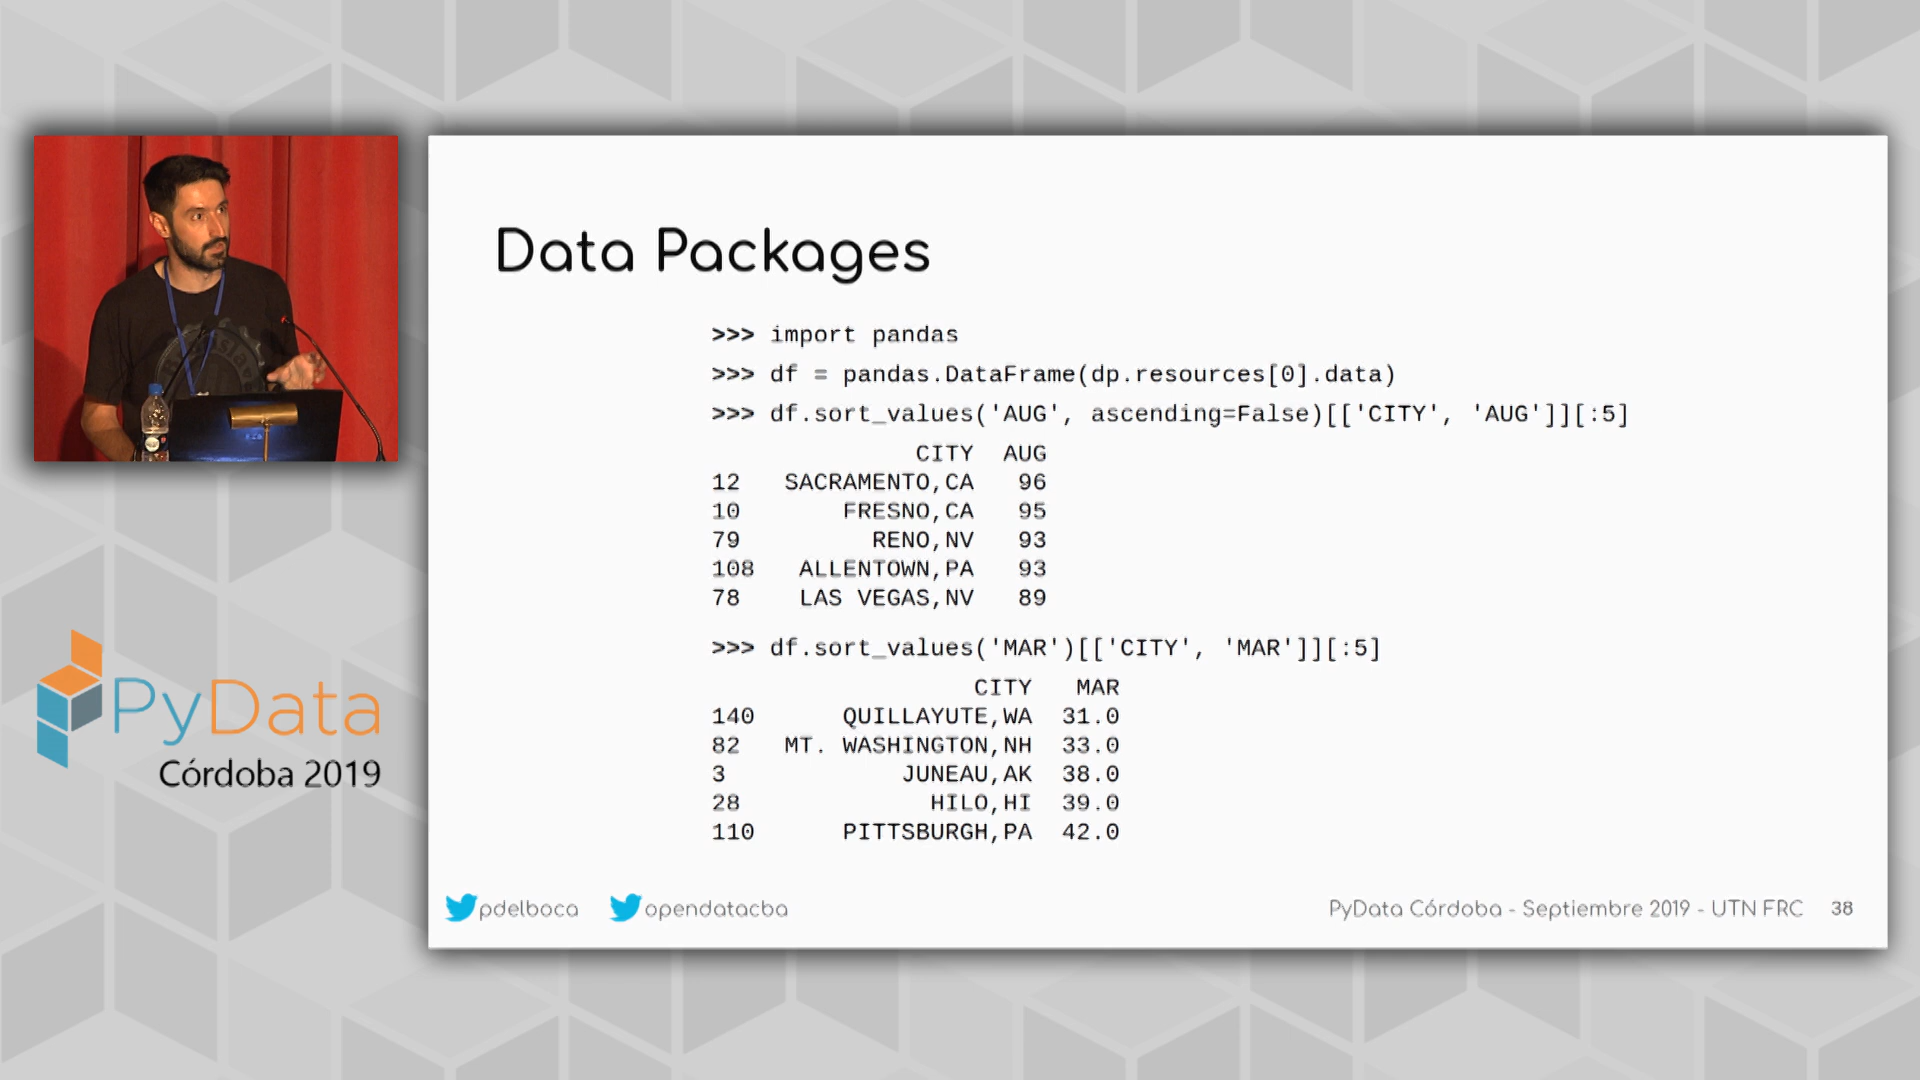 Data Packages
>>> import pandas
>>> df = pandas.DataFrame(dp.resources[0].data)
>>> df.sort_values('AUG', ascending=False)[['CITY', 'AUG']][:5]
CITY AUG
12 SACRAMENTO,CA 96
10 FRESNO,CA 95
79 RENO,NV 93
108 ALLENTOWN,PA 93
78 LAS VEGAS,NV 89
>>> df.sort_values('MAR')[['CITY', 'MAR']][:5]
CITY MAR
140 QUILLAYUTE,WA 31.0
82 MT. WASHINGTON,NH 33.0
3 JUNEAU,AK 38.0
28 HILO,HI 39.0
110 PITTSBURGH,PA 42.0
pdelboca opendatacba PyData Córdoba - Septiembre 2019 - UTN FRC 38
PyData
Córdoba 2019